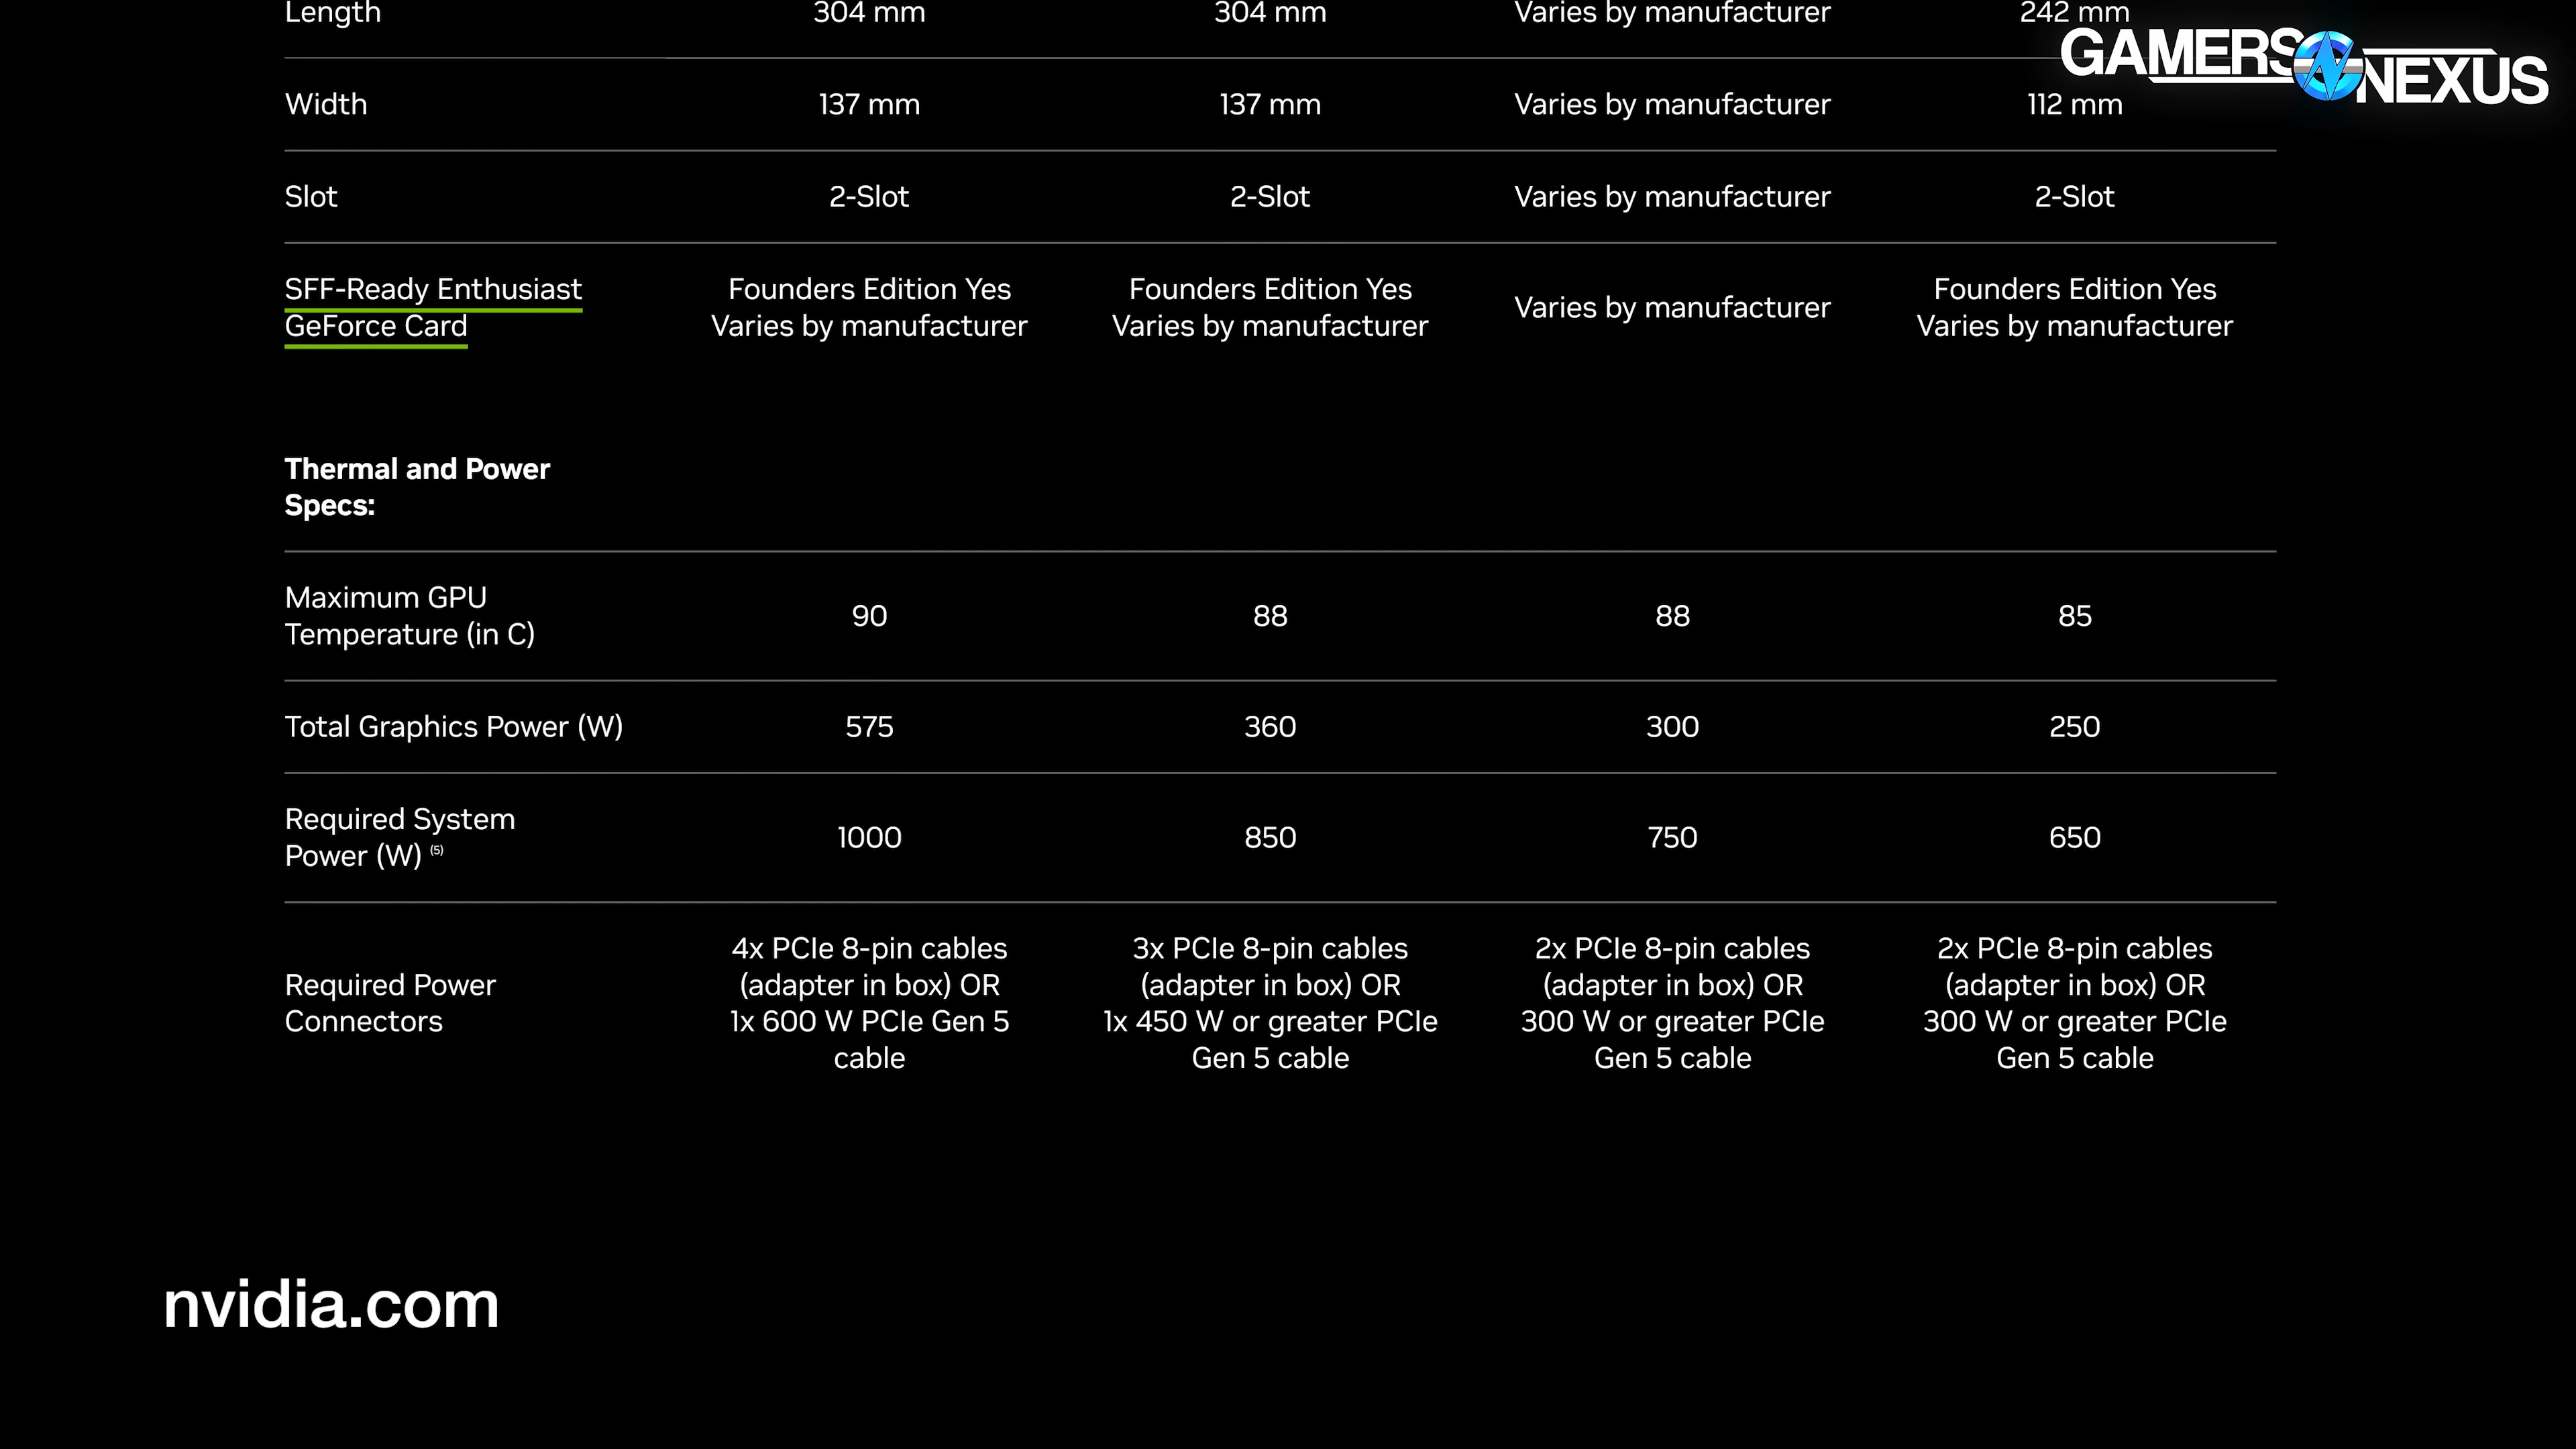 Length 304 mm 304 mm Varies by manufacturer 242 mm
GAMERS NEXUS
Width 137 mm 137 mm Varies by manufacturer 112 mm
Slot 2-Slot 2-Slot Varies by manufacturer 2-Slot
SFF-Ready Enthusiast
GeForce Card
Founders Edition Yes
Varies by manufacturer
Founders Edition Yes
Varies by manufacturer
Varies by manufacturer
Founders Edition Yes
Varies by manufacturer
Thermal and Power
Specs:
Maximum GPU
Temperature (in C)
90 88 88 85
Total Graphics Power (W) 575 360 300 250
Required System
Power (W) (5)
1000 850 750 650
Required Power
Connectors
4x PCIe 8-pin cables
(adapter in box) OR
1x 600 W PCIe Gen 5
cable
3x PCIe 8-pin cables
(adapter in box) OR
1x 450 W or greater PCIe
Gen 5 cable
2x PCIe 8-pin cables
(adapter in box) OR
300 W or greater PCIe
Gen 5 cable
2x PCIe 8-pin cables
(adapter in box) OR
300 W or greater PCIe
Gen 5 cable
nvidia.com